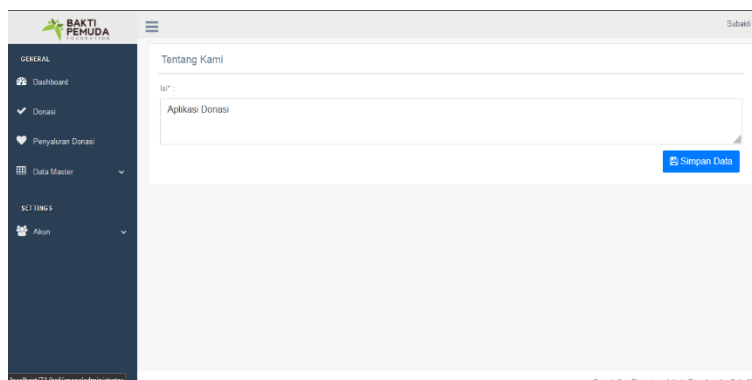 BAKTI
PEMUDA
FOUNDATION
Subaidi
GENERAL
Dashboard
Donasi
Penyaluran Donasi
Data Master
SETTINGS
Akun
Tentang Kami
Isi* :
Aplikasi Donasi
Simpan Data